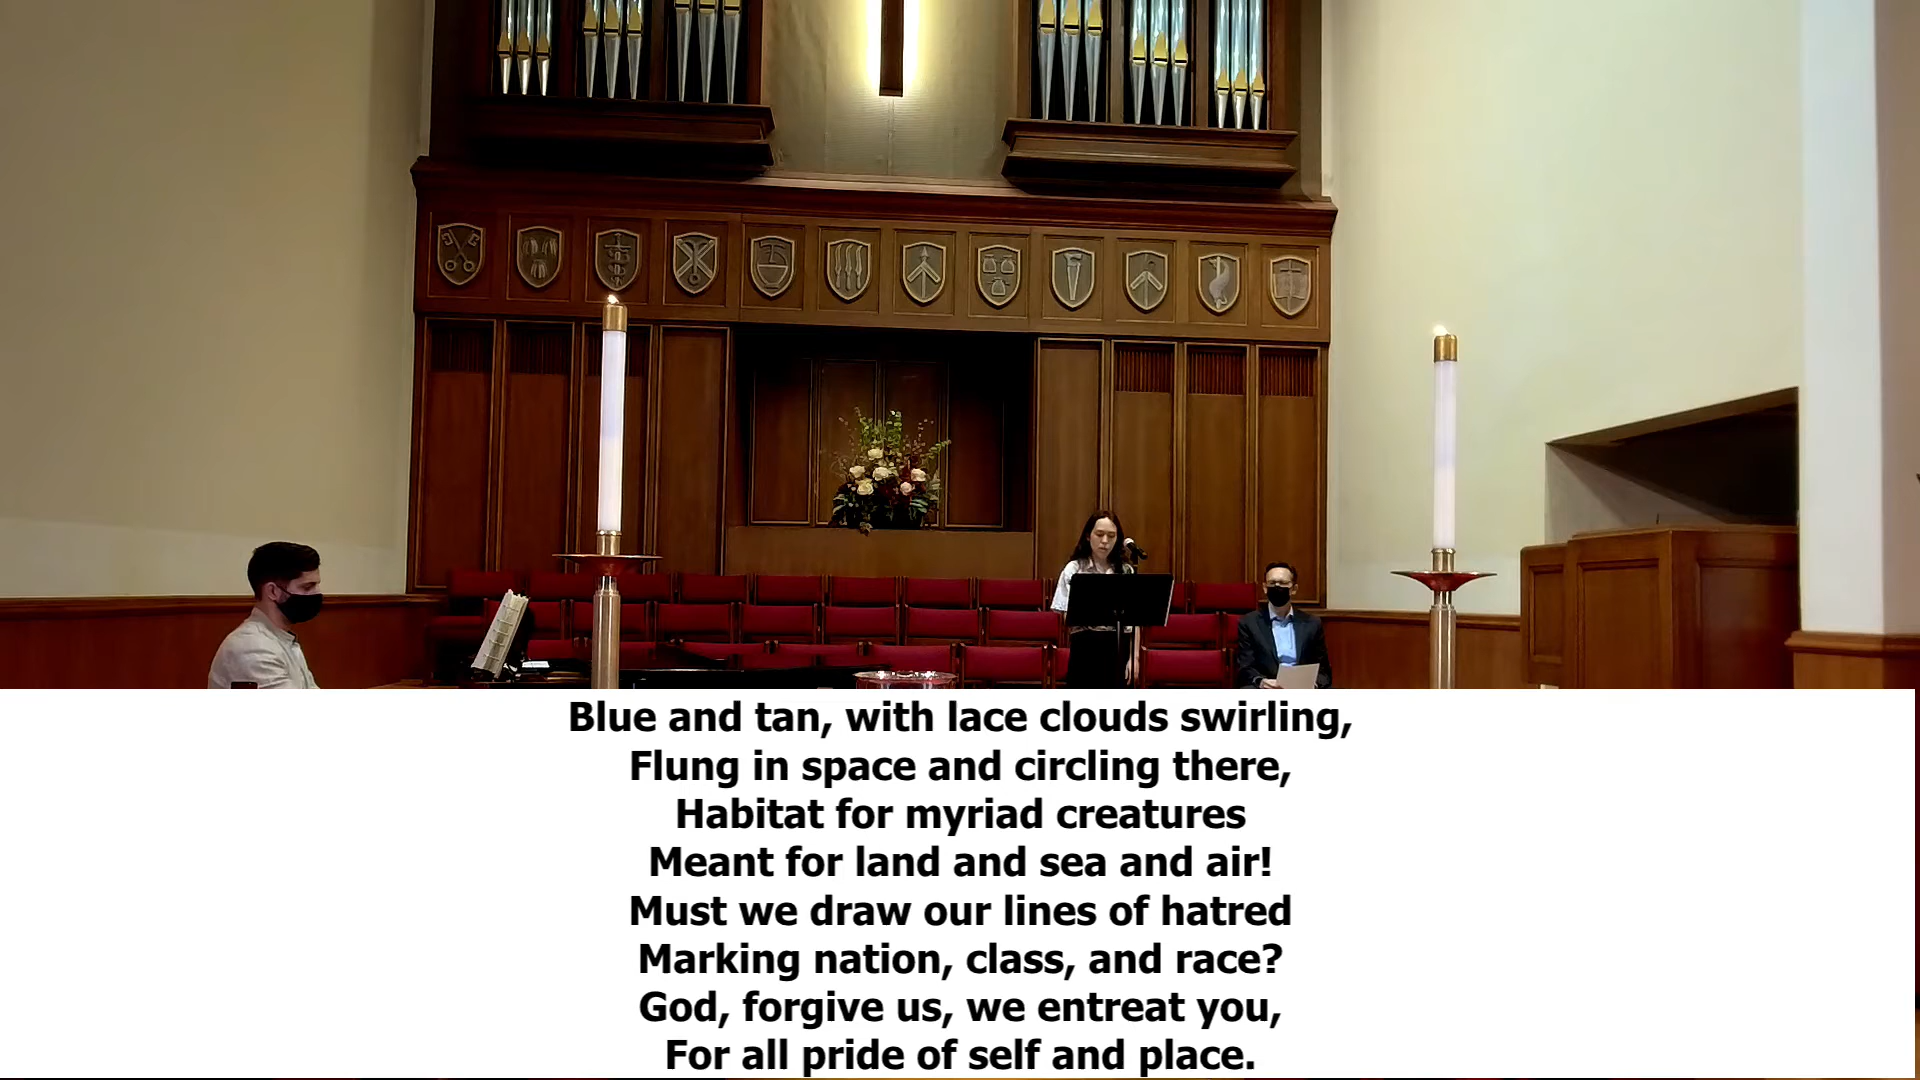 Blue and tan, with lace clouds swirling,
Flung in space and circling there,
Habitat for myriad creatures
Meant for land and sea and air!
Must we draw our lines of hatred
Marking nation, class, and race?
God, forgive us, we entreat you,
For all pride of self and place.